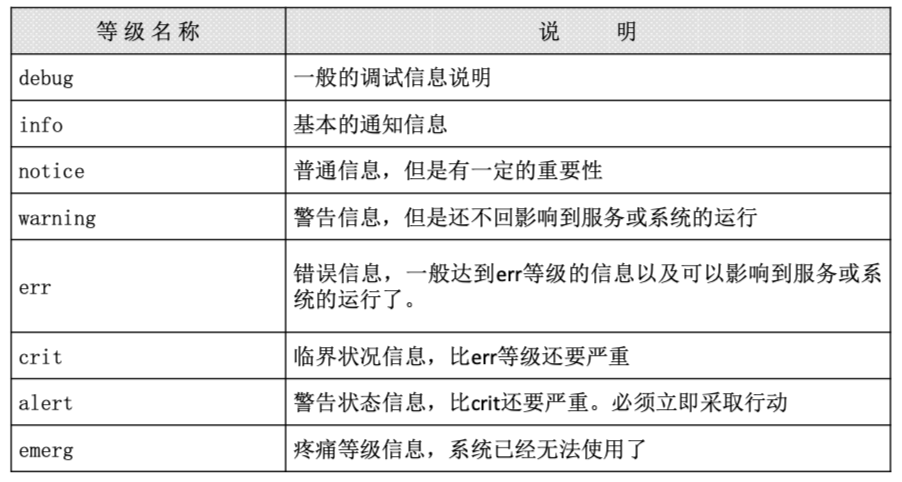 等级名称 说 明
debug 一般的调试信息说明
info 基本的通知信息
notice 普通信息，但是有一定的重要性
warning 警告信息，但是还不回影响到服务或系统的运行
err 错误信息，一般达到err等级的信息以及可以影响到服务或系
统的运行了。
crit 临界状况信息，比err等级还要严重
alert 警告状态信息，比crit还要严重。必须立即采取行动
emerg 疼痛等级信息，系统已经无法使用了